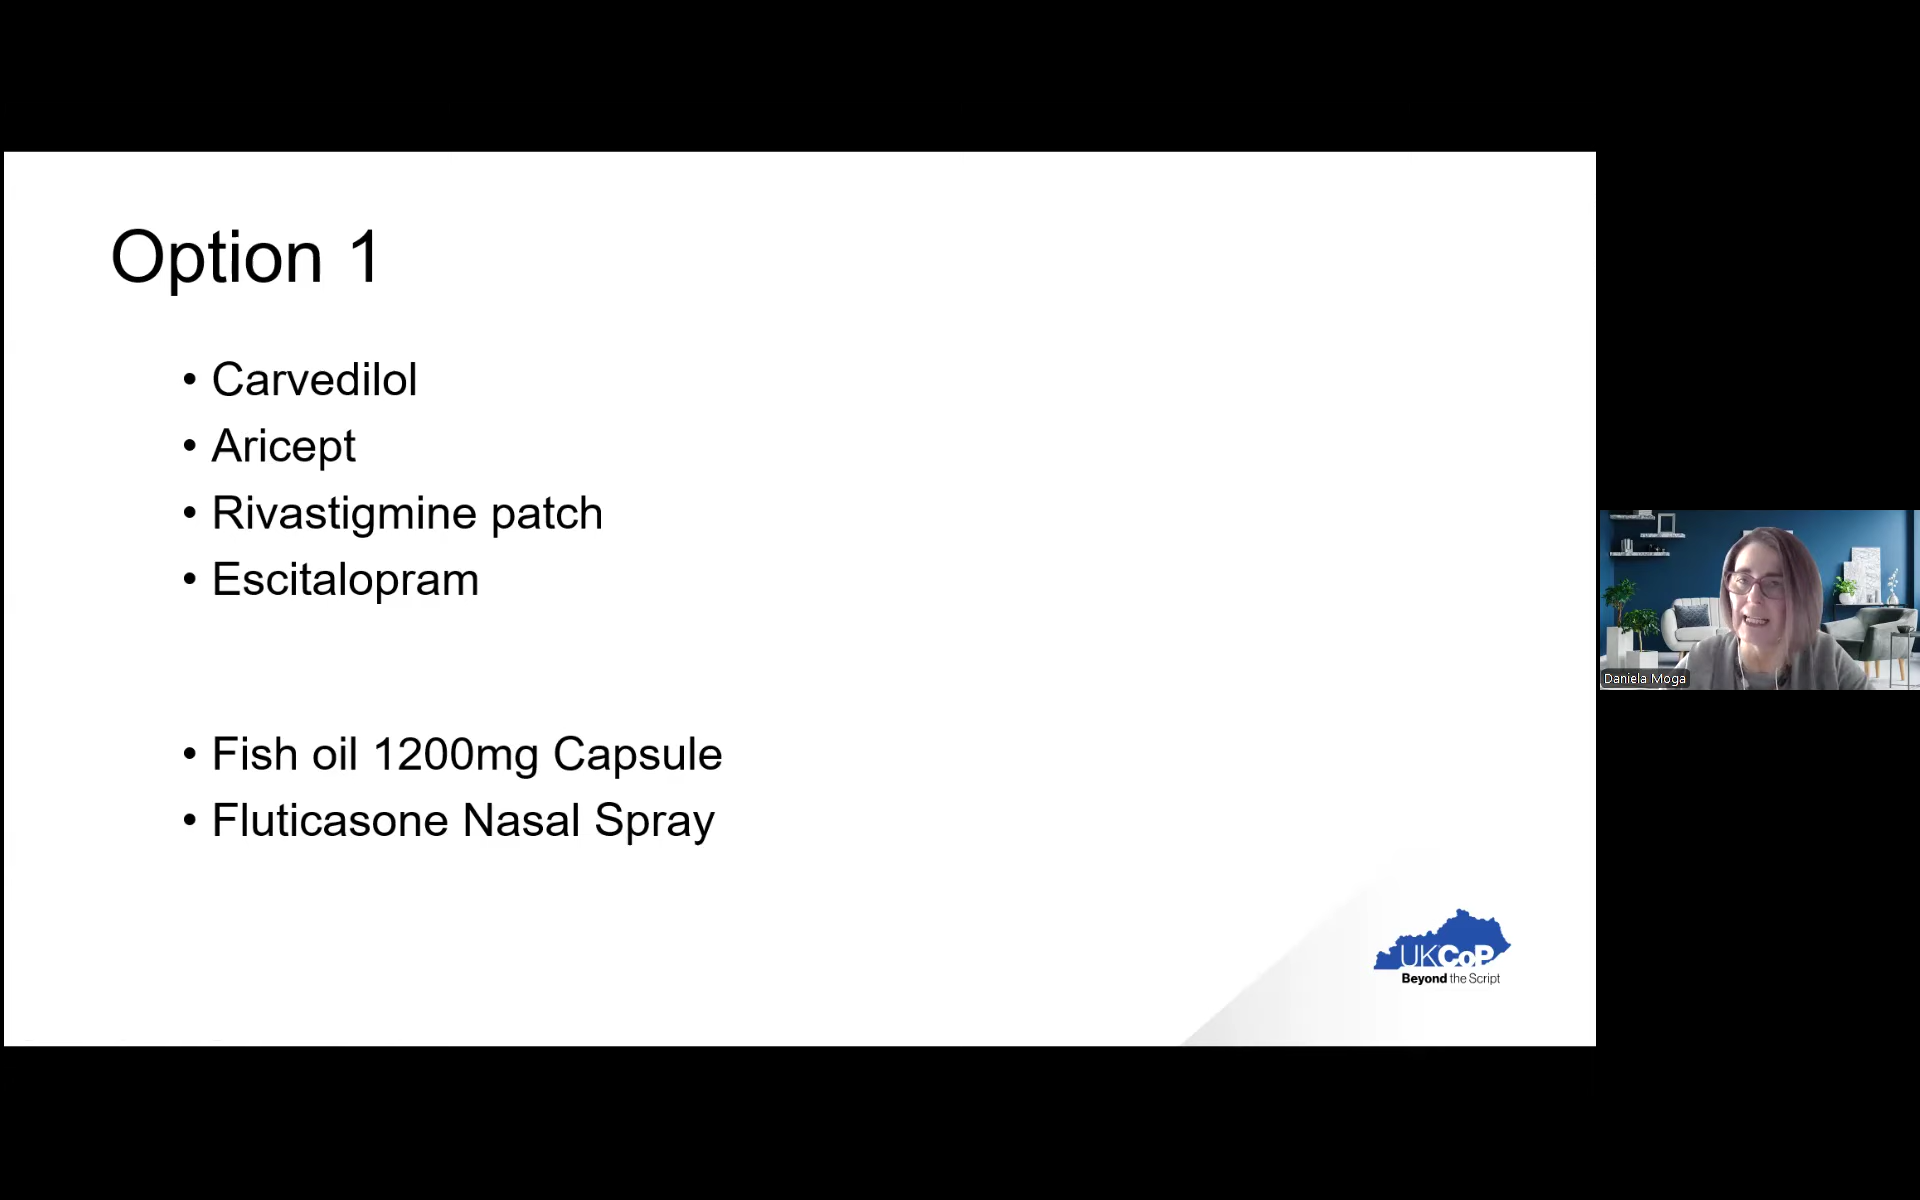 Option 1
• Carvedilol
• Aricept
• Rivastigmine patch
• Escitalopram
• Fish oil 1200mg Capsule
• Fluticasone Nasal Spray
UKCoP
Beyond the Script
Daniela Moga